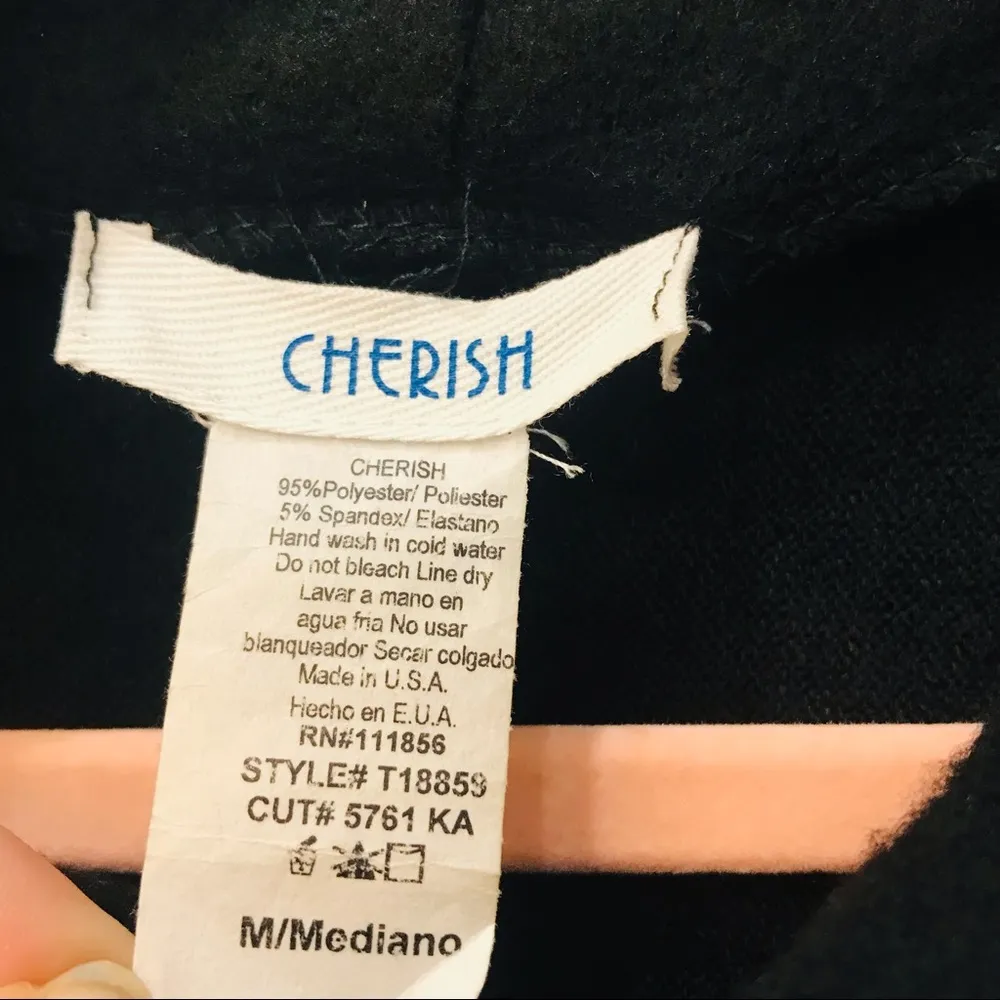 CHERISH
CHERISH
95%Polyester/ Poliester
5% Spandex/ Elastano
Hand wash in cold water
Do not bleach Line dry
Lavar a mano en
agua fria No usar
blanqueador Secar colgado
Made in U.S.A.
Hecho en E.U.A.
RN#111856
STYLE# T18859
CUT# 5761 KA
M/Mediano